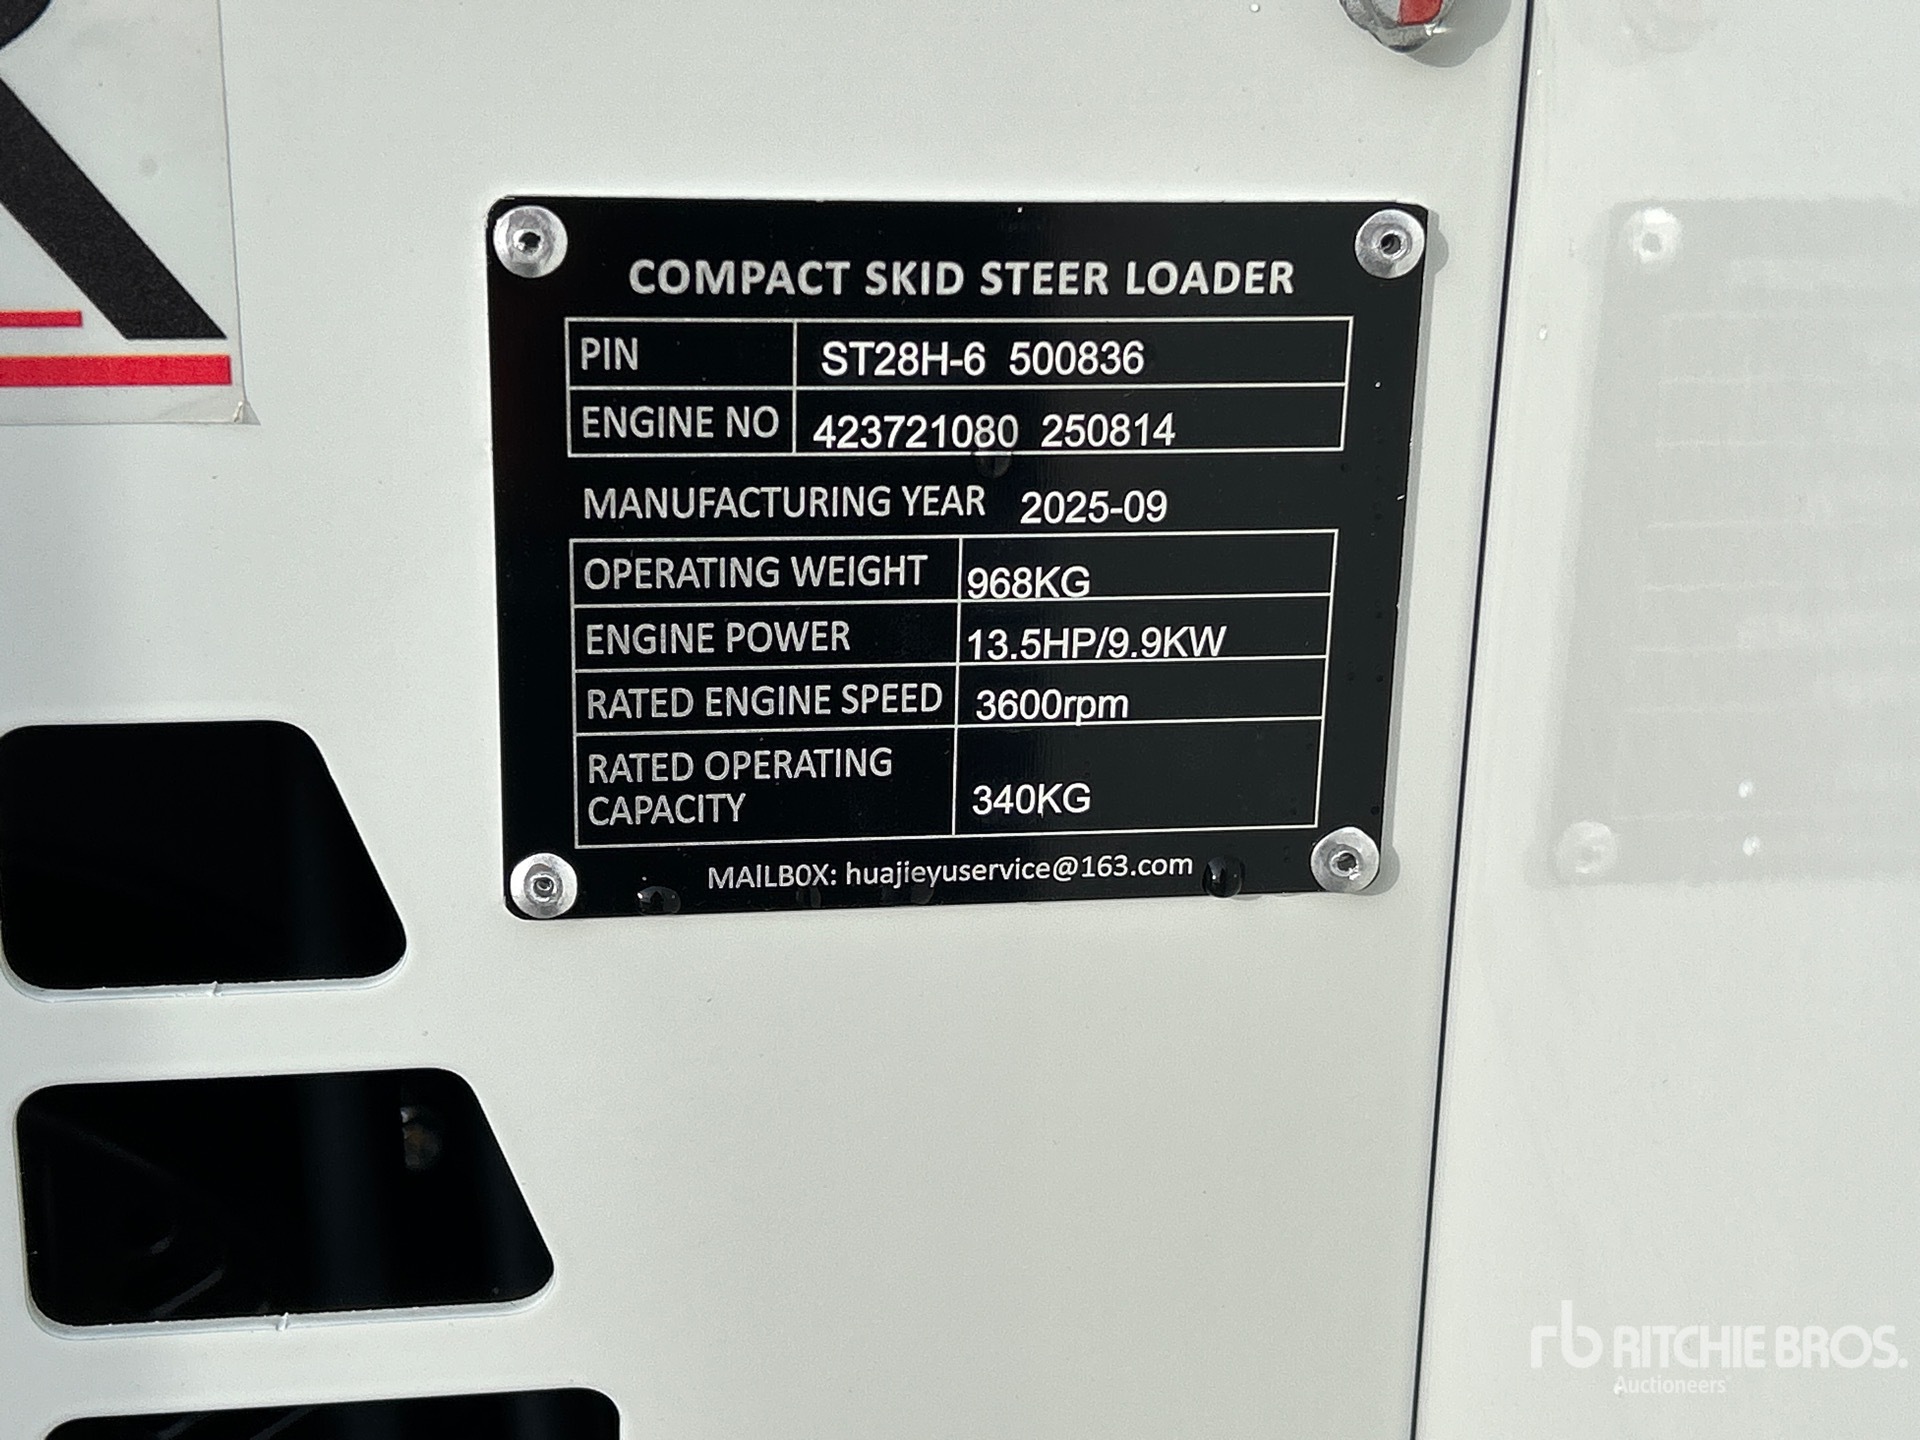 R
COMPACT SKID STEER LOADER
PIN ST28H-6 500836
ENGINE NO 423721080 250814
MANUFACTURING YEAR 2025-09
OPERATING WEIGHT 968KG
ENGINE POWER 13.5HP/9.9KW
RATED ENGINE SPEED 3600rpm
RATED OPERATING
CAPACITY 340KG
MAILBOX: huajieyuservice@163.com
rb RITCHIE BROS.
Auctioneers